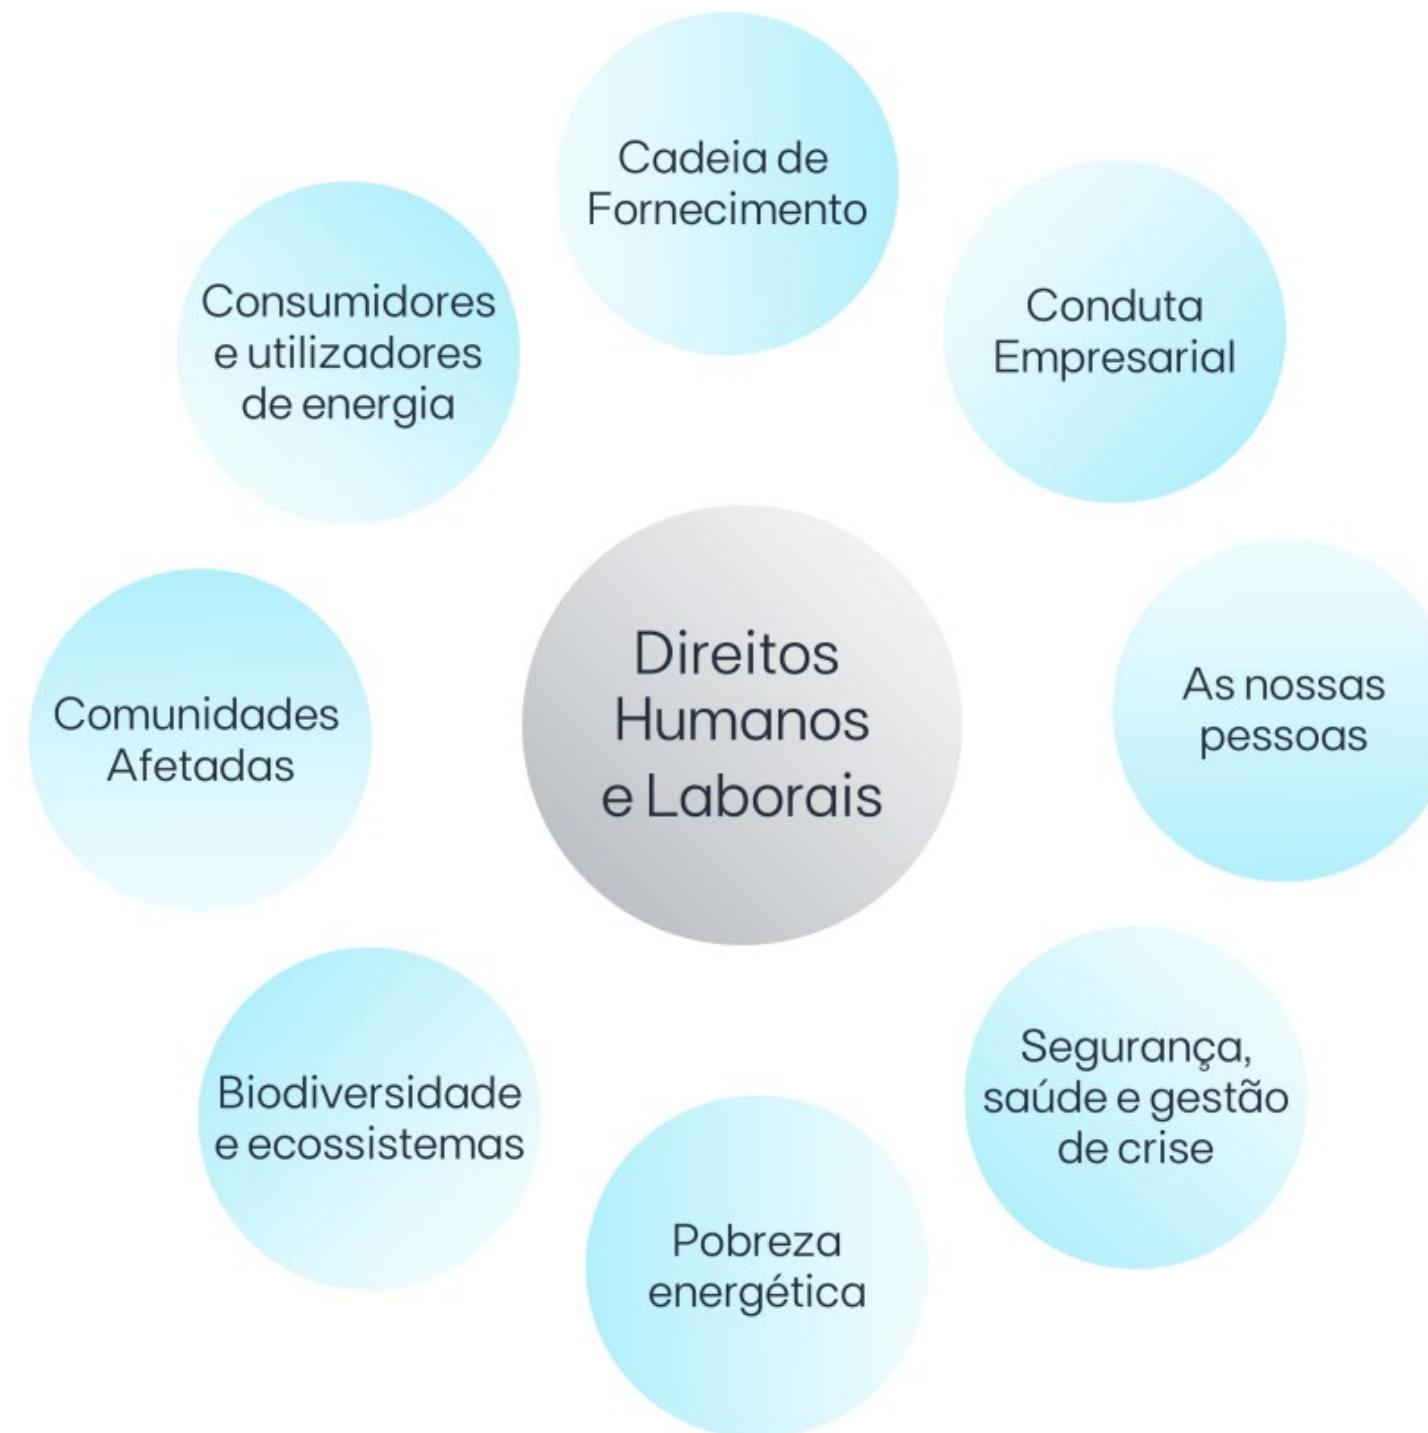 Cadeia de
Fornecimento
Conduta
Empresarial
As nossas
pessoas
Segurança,
saúde e gestão
de crise
Pobreza
energética
Biodiversidade
e ecossistemas
Comunidades
Afetadas
Consumidores
e utilizadores
de energia
Direitos
Humanos
e Laborais